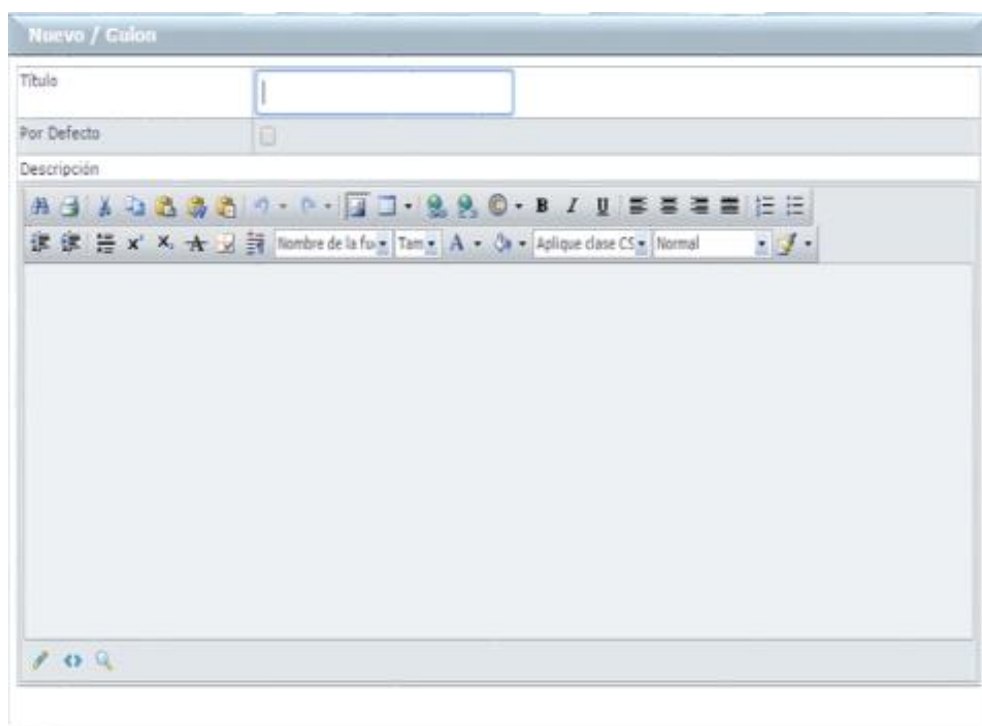 Nuevo / Guion
Título
Por Defecto
Descripción
B I U
Nombre de la fu Tam A Aplique clase CS Normal